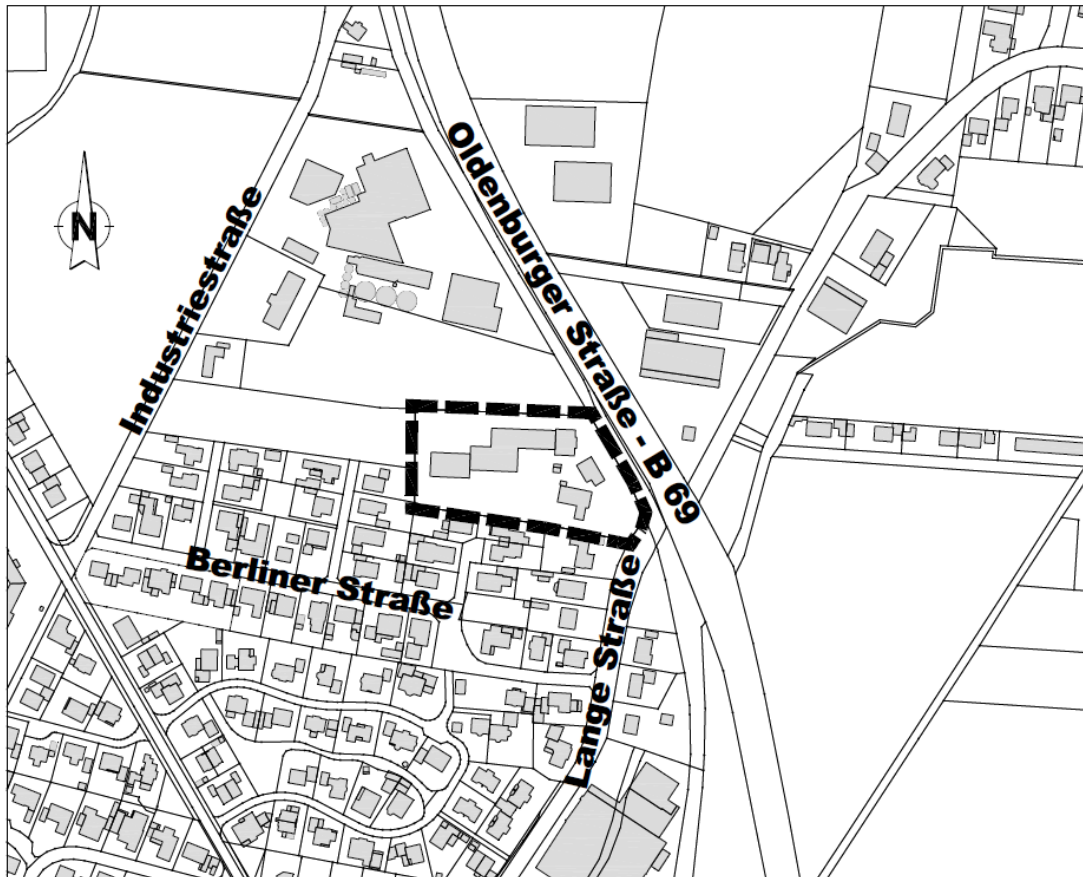 Oldenburger Straße - B 69
N
Industriestraße
Berliner Straße
Lange Straße